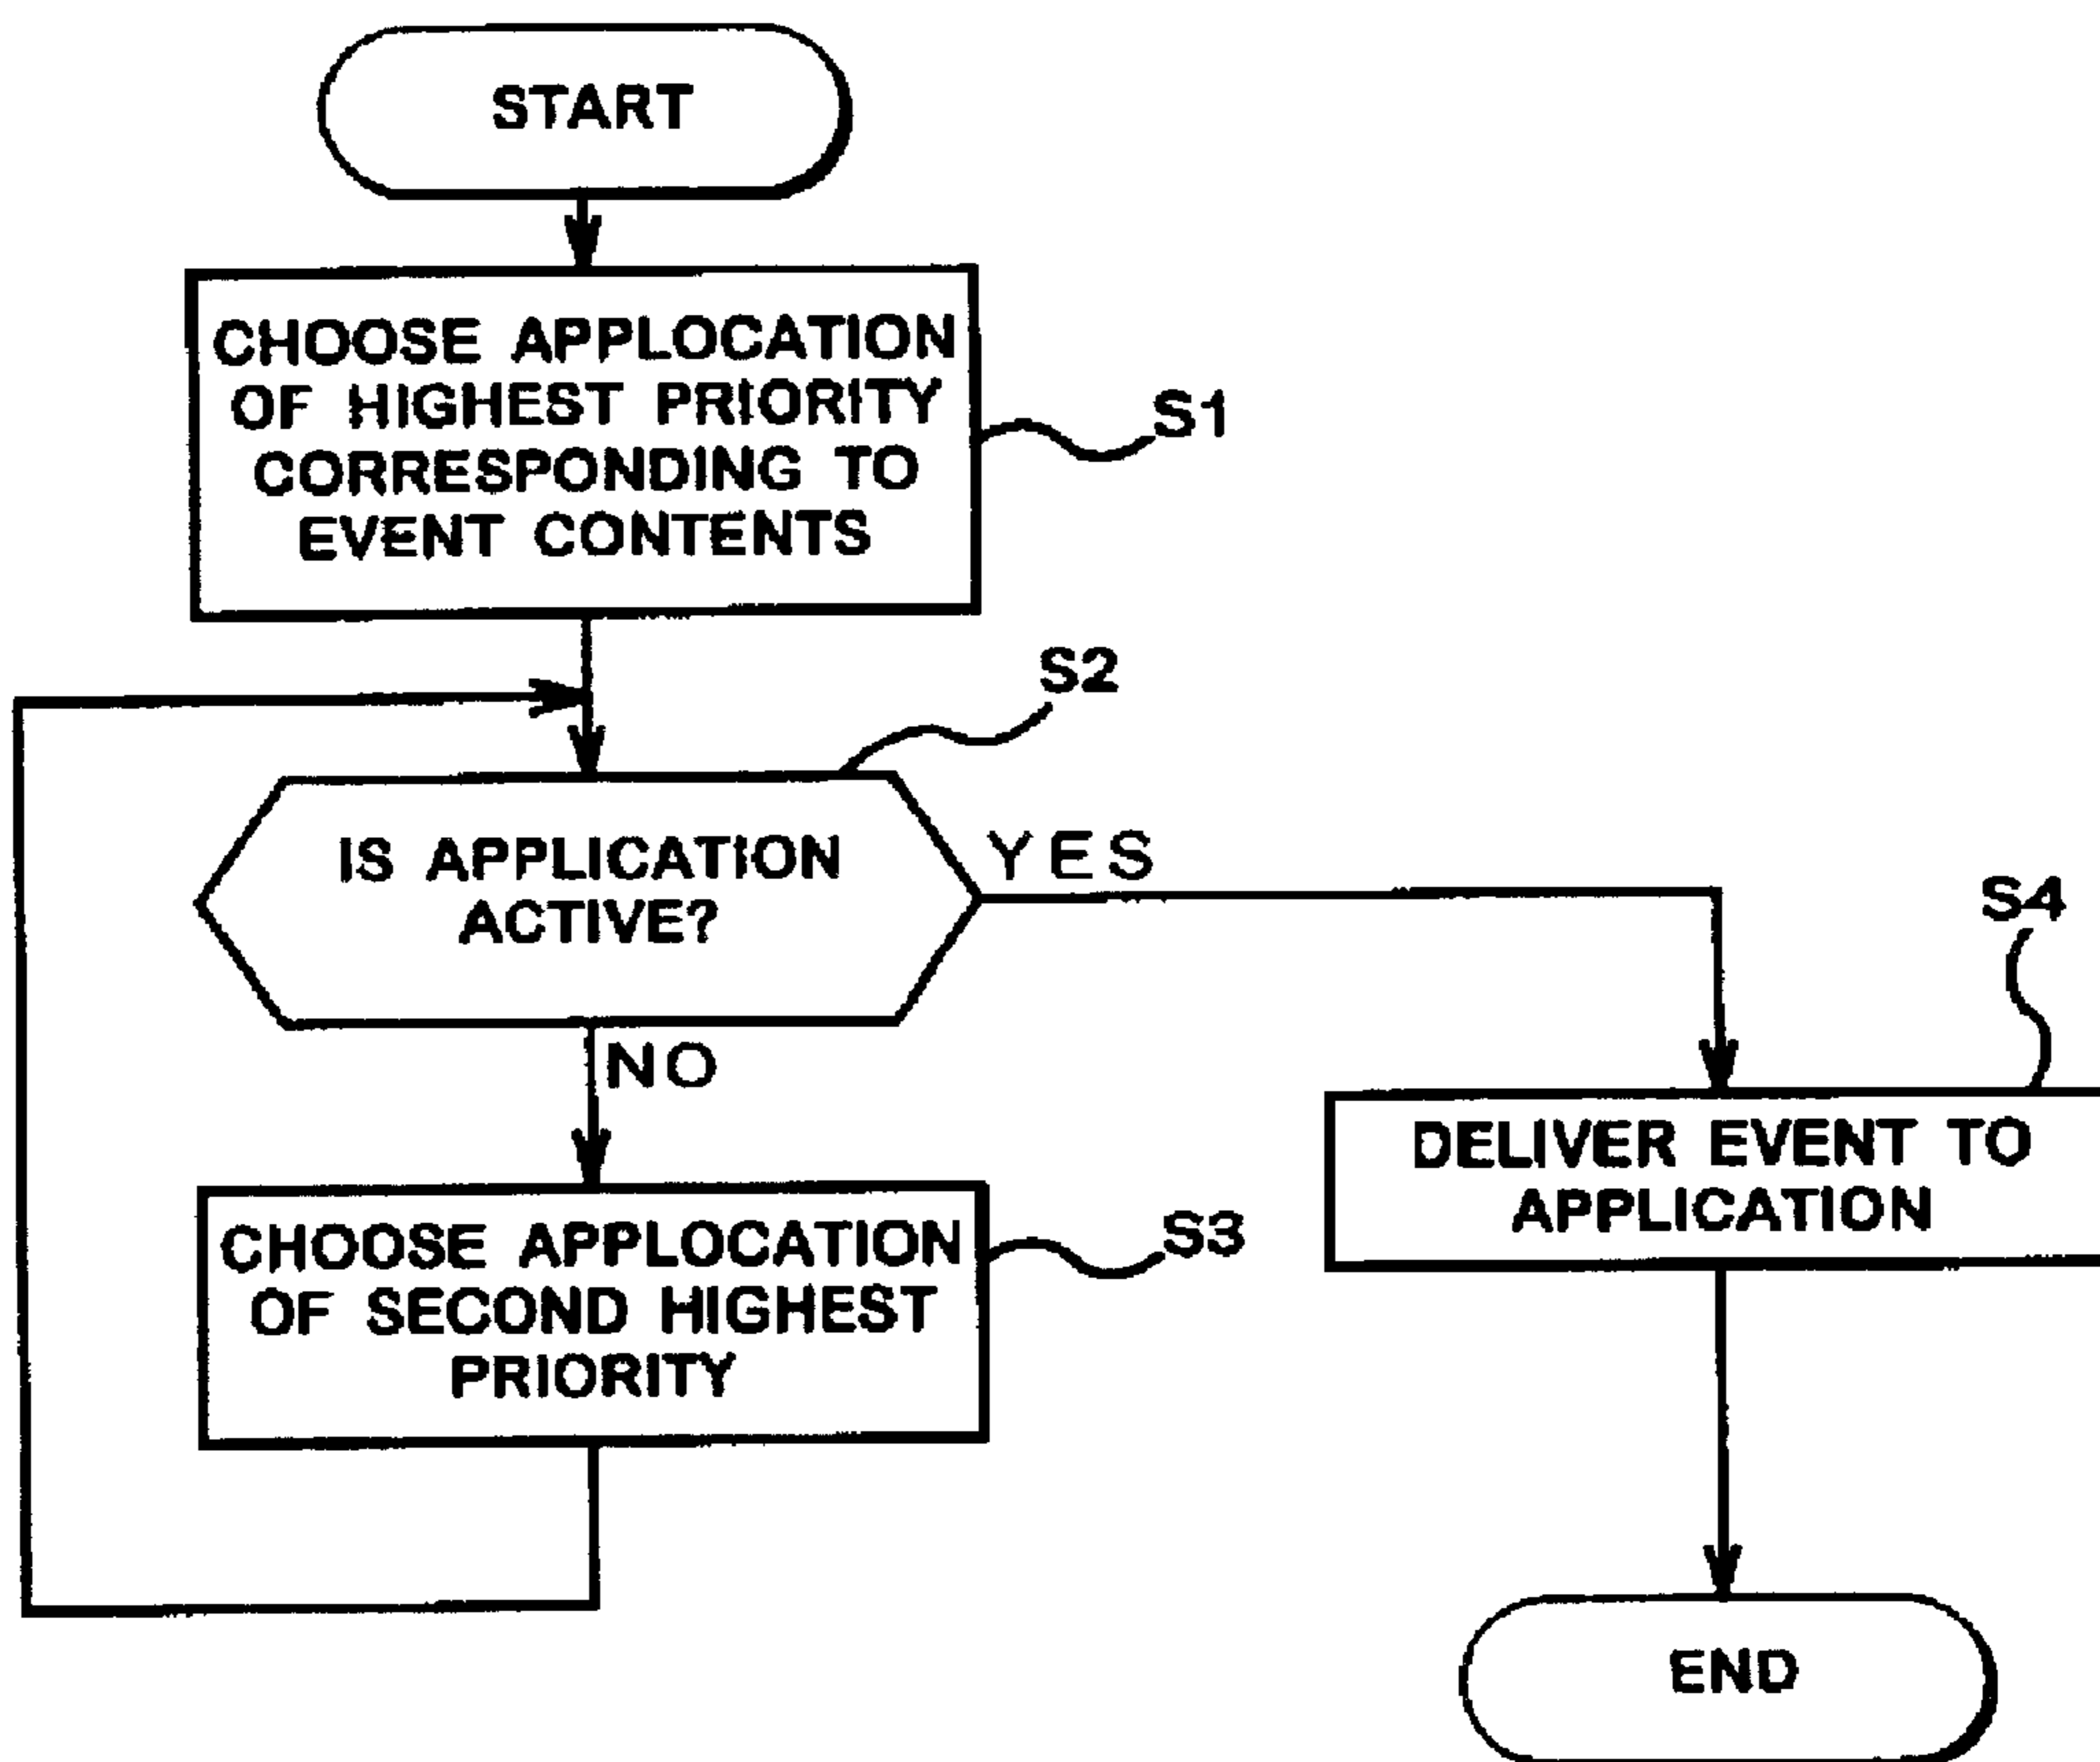 START
CHOOSE APPLOCATION
OF HIGHEST PRIORITY
CORRESPONDING TO
EVENT CONTENTS
S1
S2
IS APPLICATION
ACTIVE?
YES
NO
S4
DELIVER EVENT TO
APPLICATION
CHOOSE APPLOCATION
OF SECOND HIGHEST
PRIORITY
S3
END